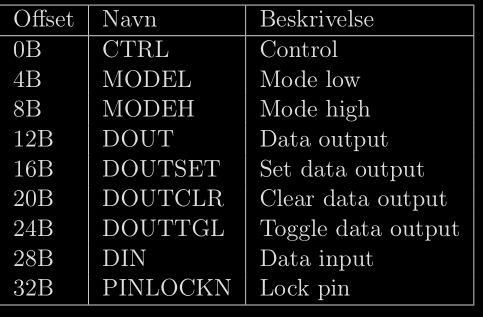 Offset Navn Beskrivelse
0B CTRL Control
4B MODEL Mode low
8B MODEH Mode high
12B DOUT Data output
16B DOUTSET Set data output
20B DOUTCLR Clear data output
24B DOUTTGL Toggle data output
28B DIN Data input
32B PINLOCKN Lock pin